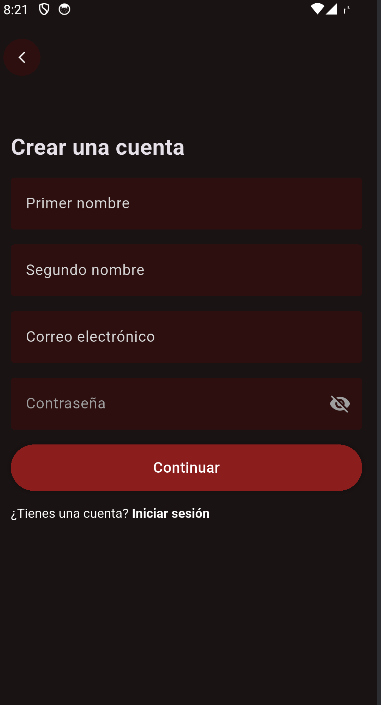 8:21
Crear una cuenta
Primer nombre
Segundo nombre
Correo electrónico
Contraseña
Continuar
¿Tienes una cuenta? Iniciar sesión